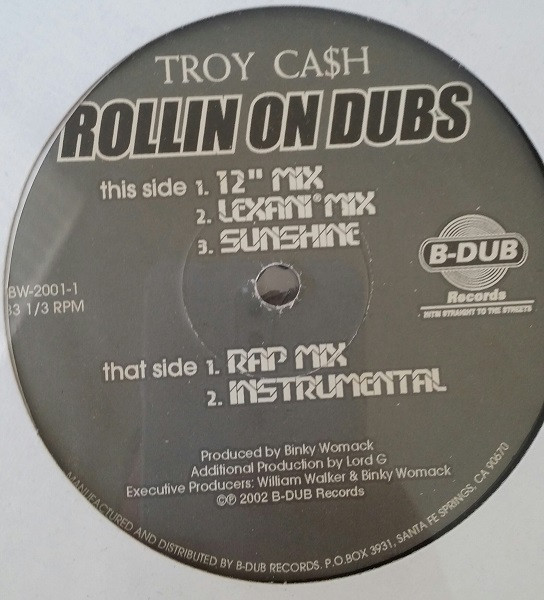 TROY CA$H
ROLLIN ON DUBS
this side 1. 12" MIX
2. LEXANI® MIX
3. SUNSHINE
B-DUB
Records
BW-2001-1
33 1/3 RPM
STRAIGHT TO THE STREETS
that side 1. RAP MIX
2. INSTRUMENTAL
Produced by Binky Womack
Additional Production by Lord G
Executive Producers: William Walker & Binky Womack
©℗ 2002 B-DUB Records
MANUFACTURED AND DISTRIBUTED BY B-DUB RECORDS. P.O.BOX 3931, SANTA FE SPRINGS, CA 90670